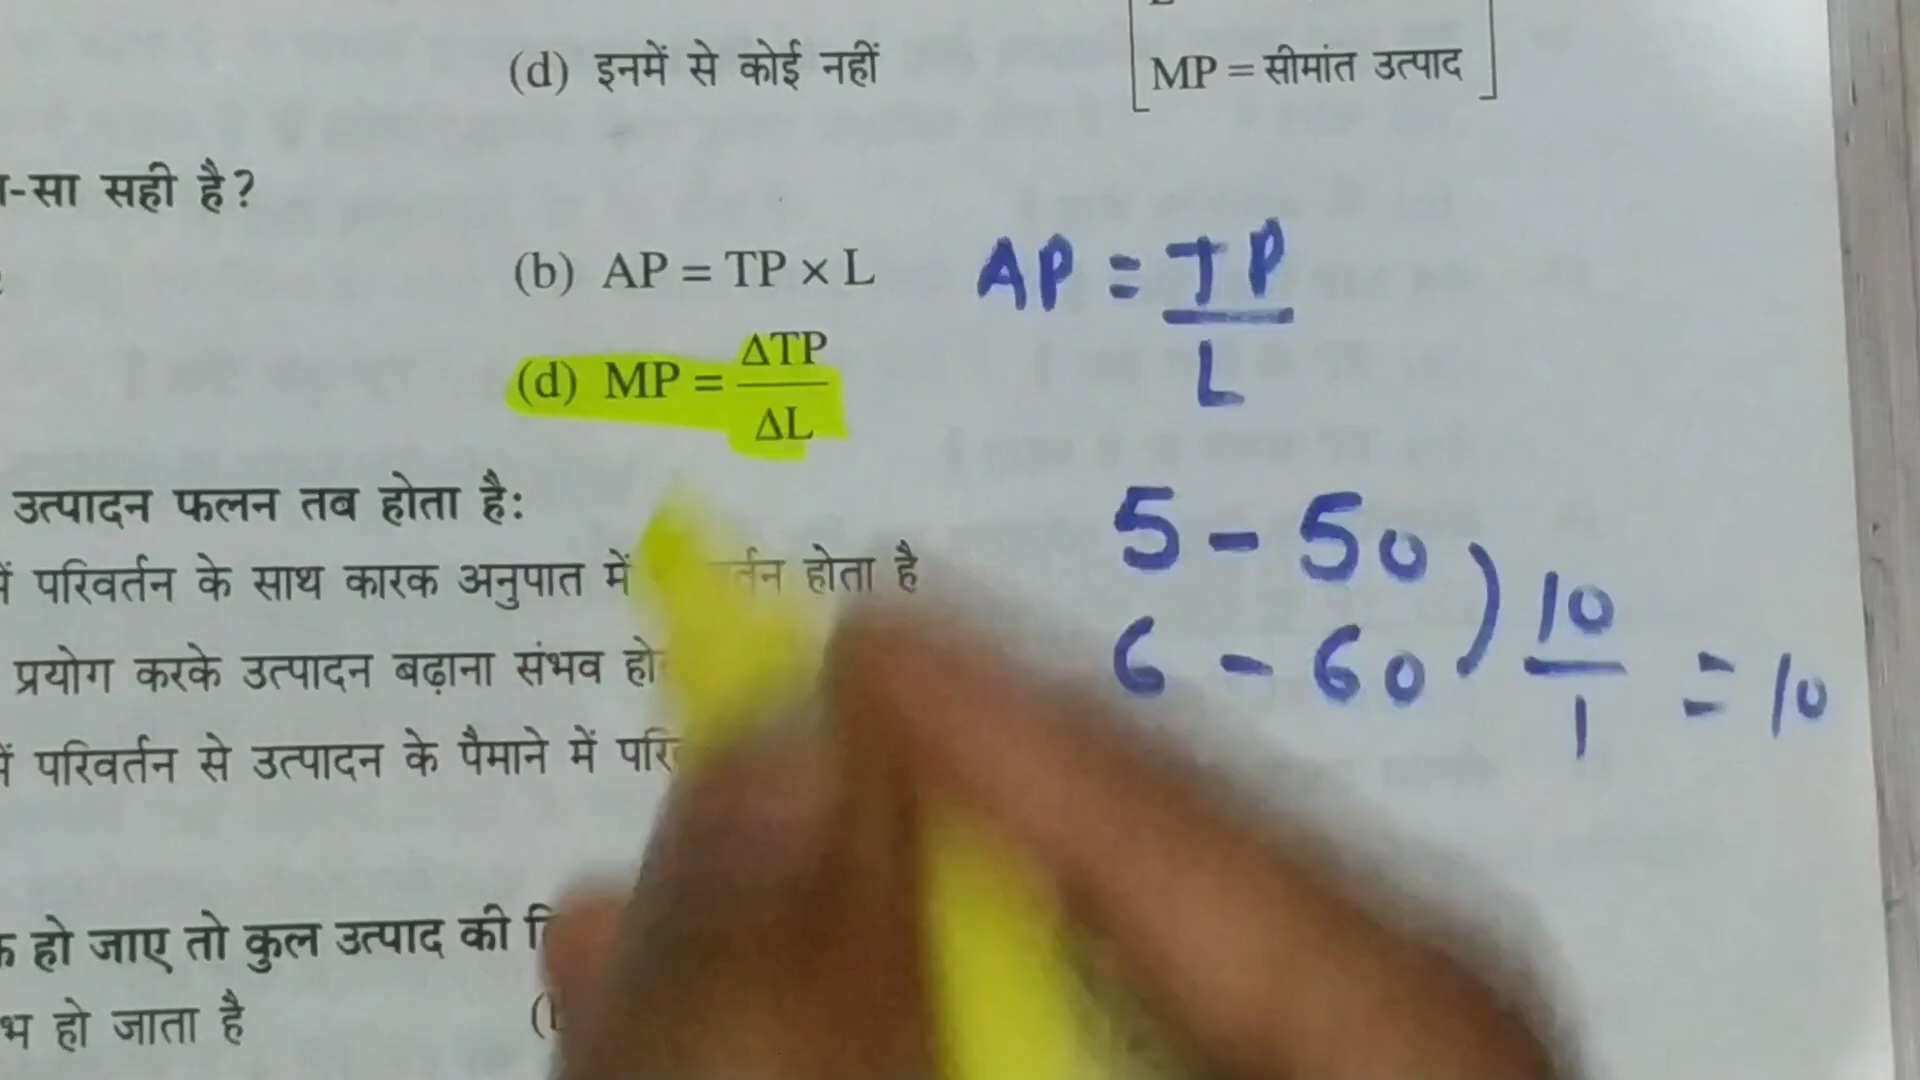 (d) इनमें से कोई नहीं
MP = सीमांत उत्पाद
-सा सही है?
(b) AP = TP × L
AP = TP/L
(d) MP = ΔTP/ΔL
उत्पादन फलन तब होता है:
5 - 50
परिवर्तन के साथ कारक अनुपात में होता है
6 - 60 ) 10/1 = 10
प्रयोग करके उत्पादन बढ़ाना संभव
परिवर्तन से उत्पादन के पैमाने में
हो जाए तो कुल उत्पाद की
हो जाता है